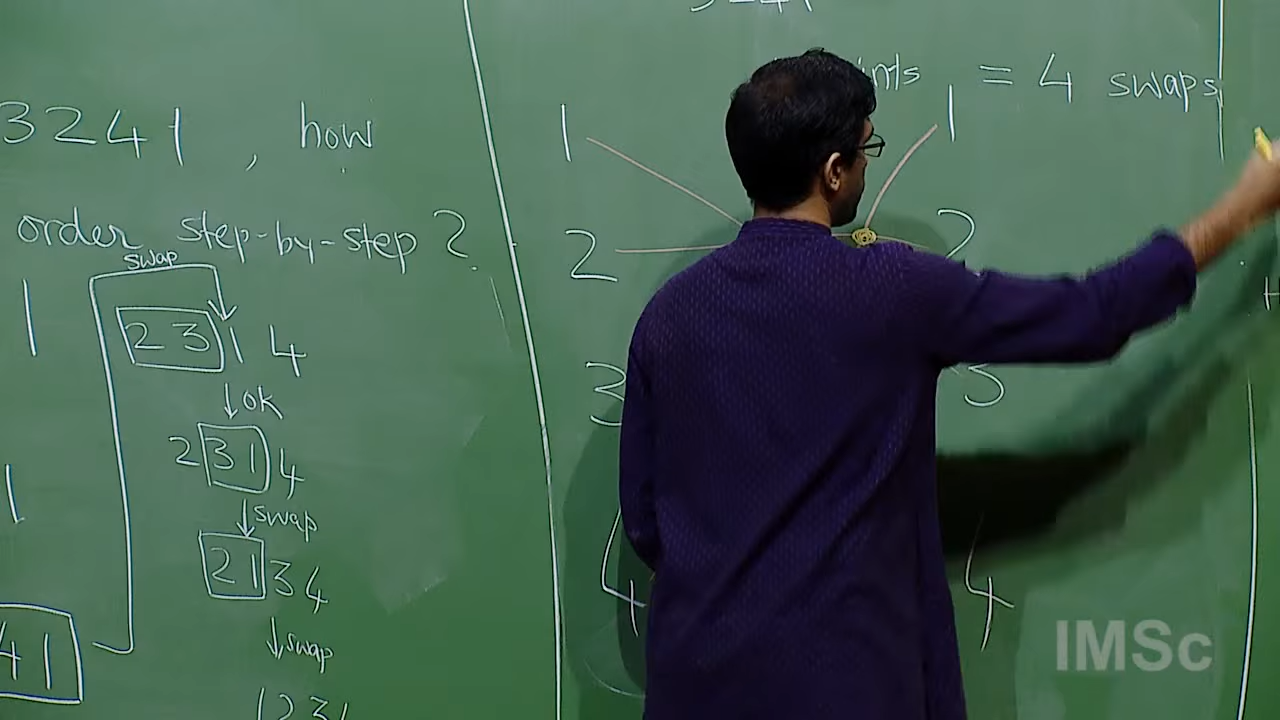 3241, how
order step-by-step ?
swap
1
2 3 1 4
↓ OK
2 3 1 4
↓ swap
1
2 1 3 4
↓ swap
41
= 4 swaps
1 1
2 2
3 3
4 4
IMSc